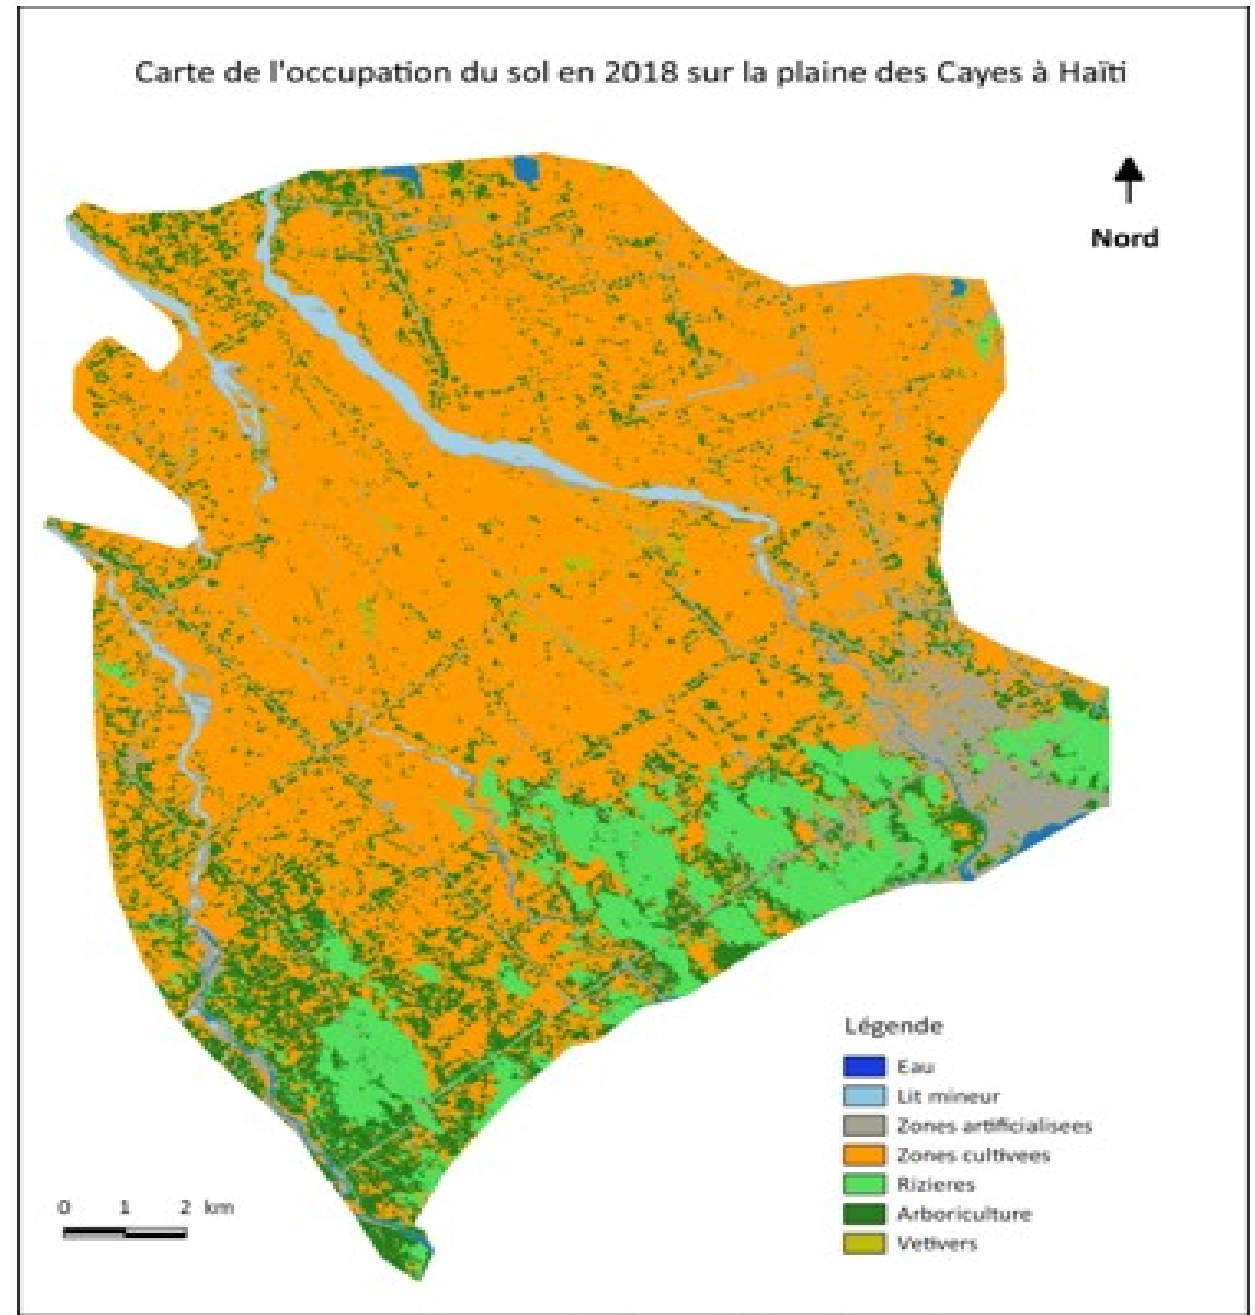 Carte de l'occupation du sol en 2018 sur la plaine des Cayes à Haïti
Nord
Légende
Eau
Lit mineur
Zones artificialisees
Zones cultivees
Rizieres
Arboriculture
Vetivers
0 1 2 km